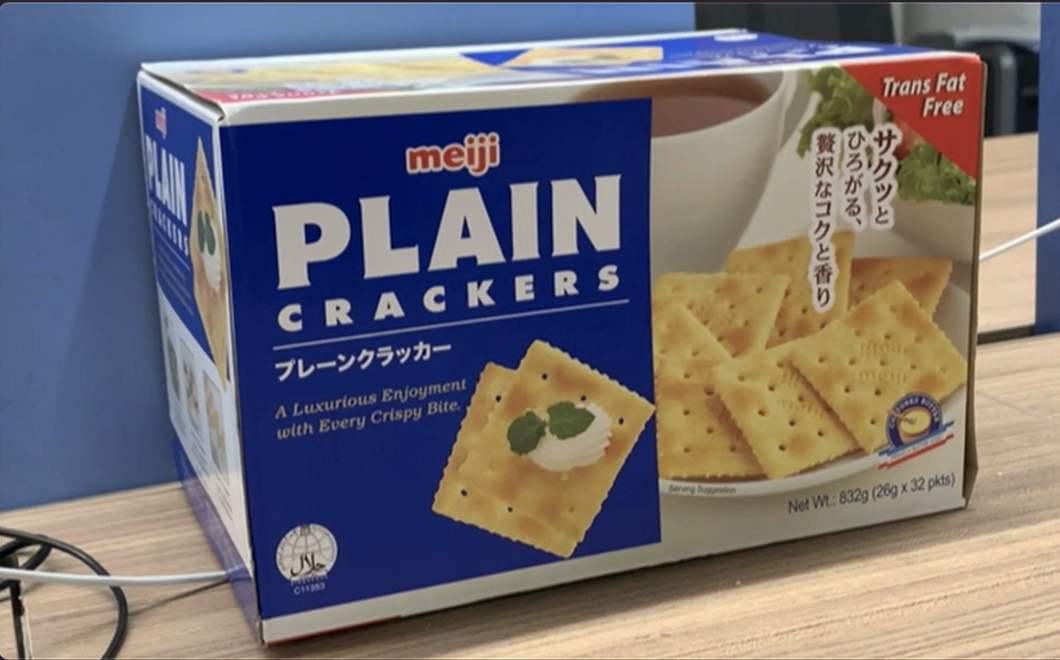 meiji
PLAIN
CRACKERS
プレーンクラッカー
A Luxurious Enjoyment
with Every Crispy Bite.
C11353
Trans Fat
Free
サクッと
ひろがる、
贅沢なコクと香り
Serving Suggestion
Net Wt.: 832g (26g x 32 pkts)
meiji
PLAIN
CRACKERS
حلال